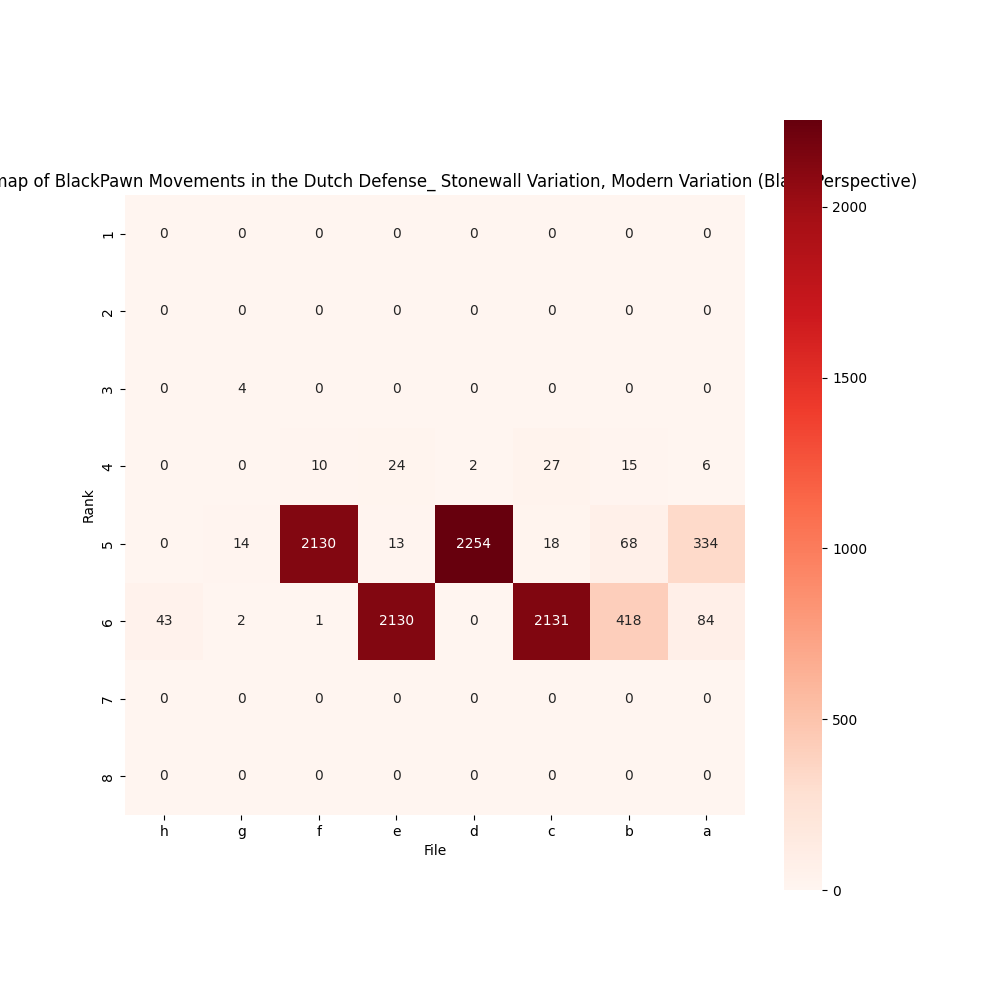 map of BlackPawn Movements in the Dutch Defense_ Stonewall Variation, Modern Variation (Bla Perspective)
1 0 0 0 0 0 0 0 0
2 0 0 0 0 0 0 0 0
3 0 4 0 0 0 0 0 0
4 0 0 10 24 2 27 15 6
5 0 14 2130 13 2254 18 68 334
6 43 2 1 2130 0 2131 418 84
7 0 0 0 0 0 0 0 0
8 0 0 0 0 0 0 0 0
h g f e d c b a
Rank
File
2000
1500
1000
500
0